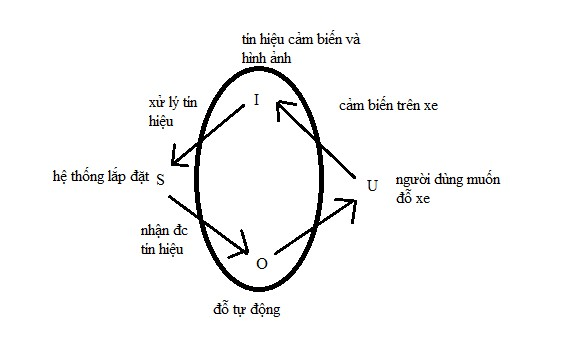 tín hiệu cảm biến và
hình ảnh
xử lý tín
hiệu
I
cảm biến trên xe
hệ thống lắp đặt
S
U
người dùng muốn
đỗ xe
nhận đc
tín hiệu
O
đỗ tự động